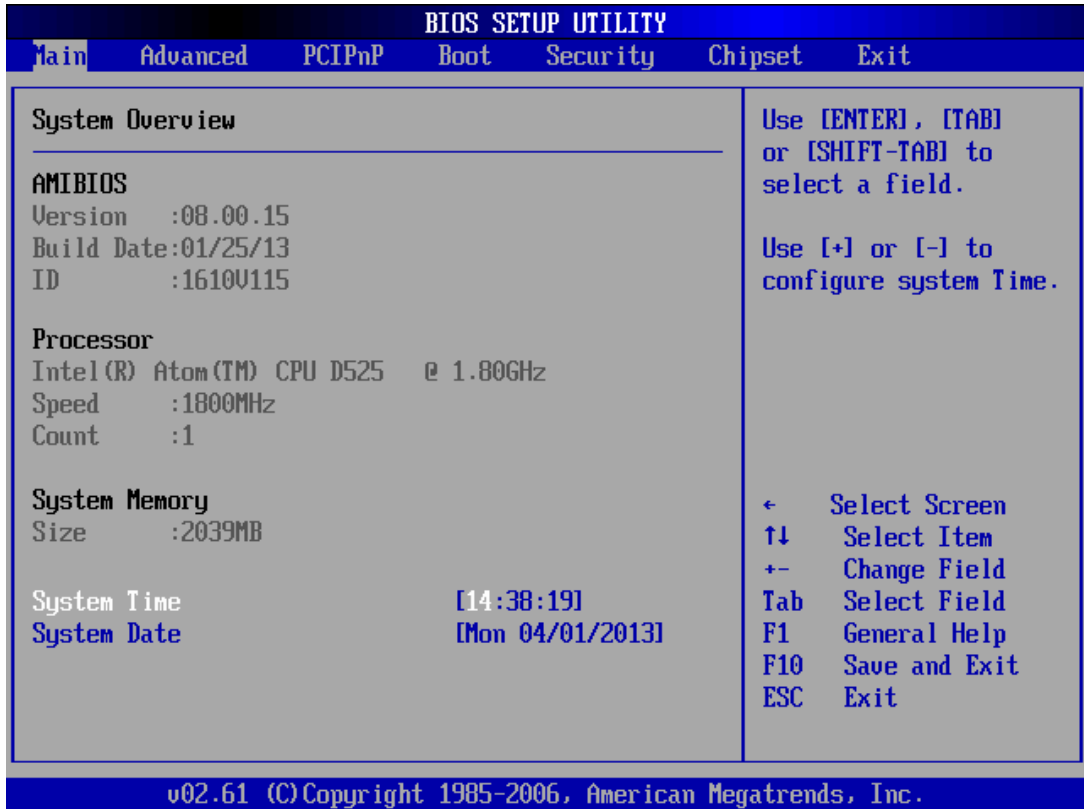 BIOS SETUP UTILITY
Main Advanced PCIPnP Boot Security Chipset Exit
System Overview
AMIBIOS
Version :08.00.15
Build Date:01/25/13
ID :1610V115
Processor
Intel(R) Atom(TM) CPU D525 @ 1.80GHz
Speed :1800MHz
Count :1
System Memory
Size :2039MB
System Time [14:38:19]
System Date [Mon 04/01/2013]
Use [ENTER], [TAB]
or [SHIFT-TAB] to
select a field.
Use [+] or [-] to
configure system Time.
← Select Screen
↑↓ Select Item
+- Change Field
Tab Select Field
F1 General Help
F10 Save and Exit
ESC Exit
v02.61 (C)Copyright 1985-2006, American Megatrends, Inc.